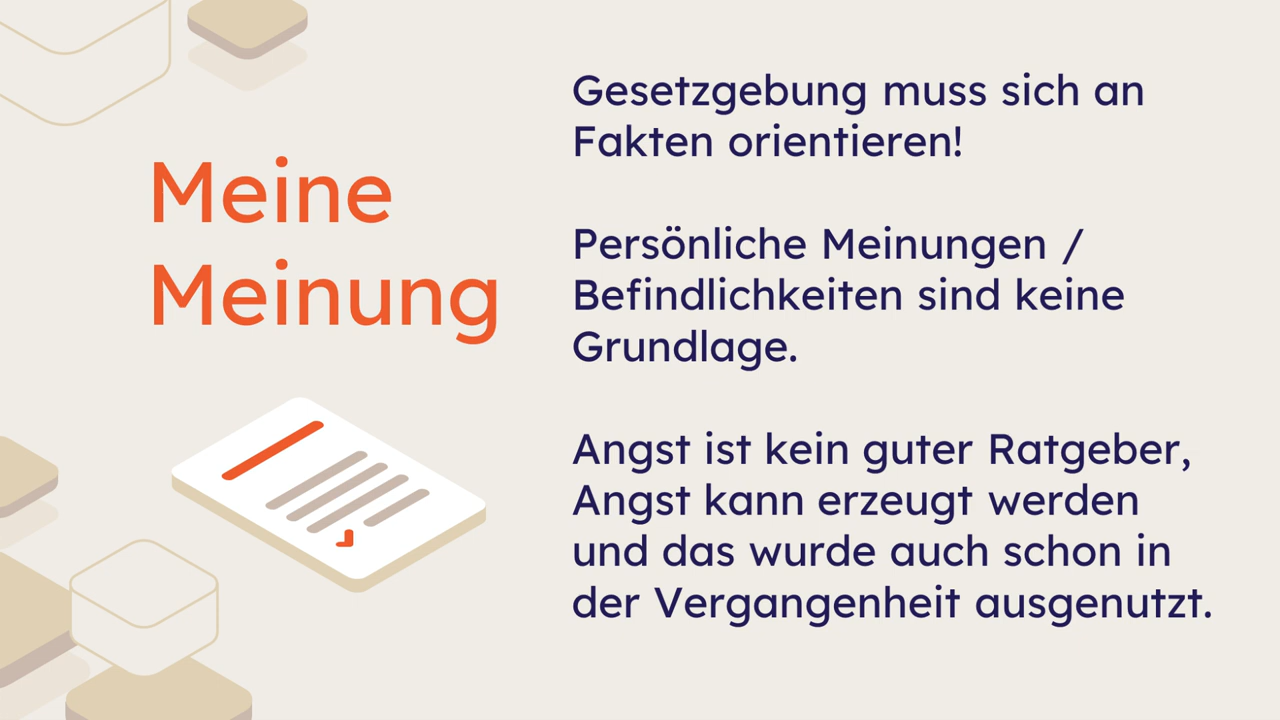 Meine
Meinung
Gesetzgebung muss sich an
Fakten orientieren!
Persönliche Meinungen /
Befindlichkeiten sind keine
Grundlage.
Angst ist kein guter Ratgeber,
Angst kann erzeugt werden
und das wurde auch schon in
der Vergangenheit ausgenutzt.